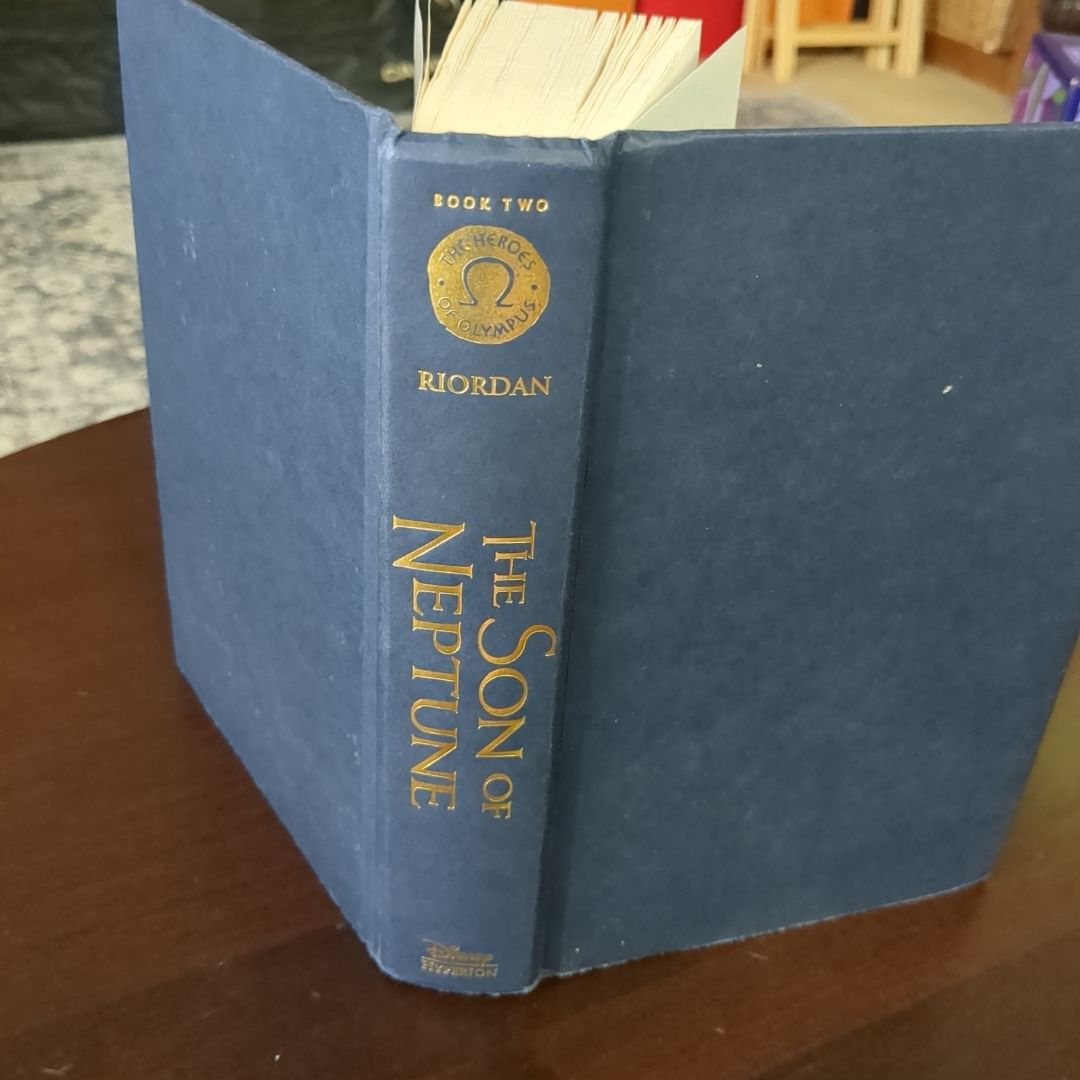 BOOK TWO
THE HEROES
Ω
OF OLYMPUS
RIORDAN
THE SON OF
NEPTUNE
Disney
HYPERION